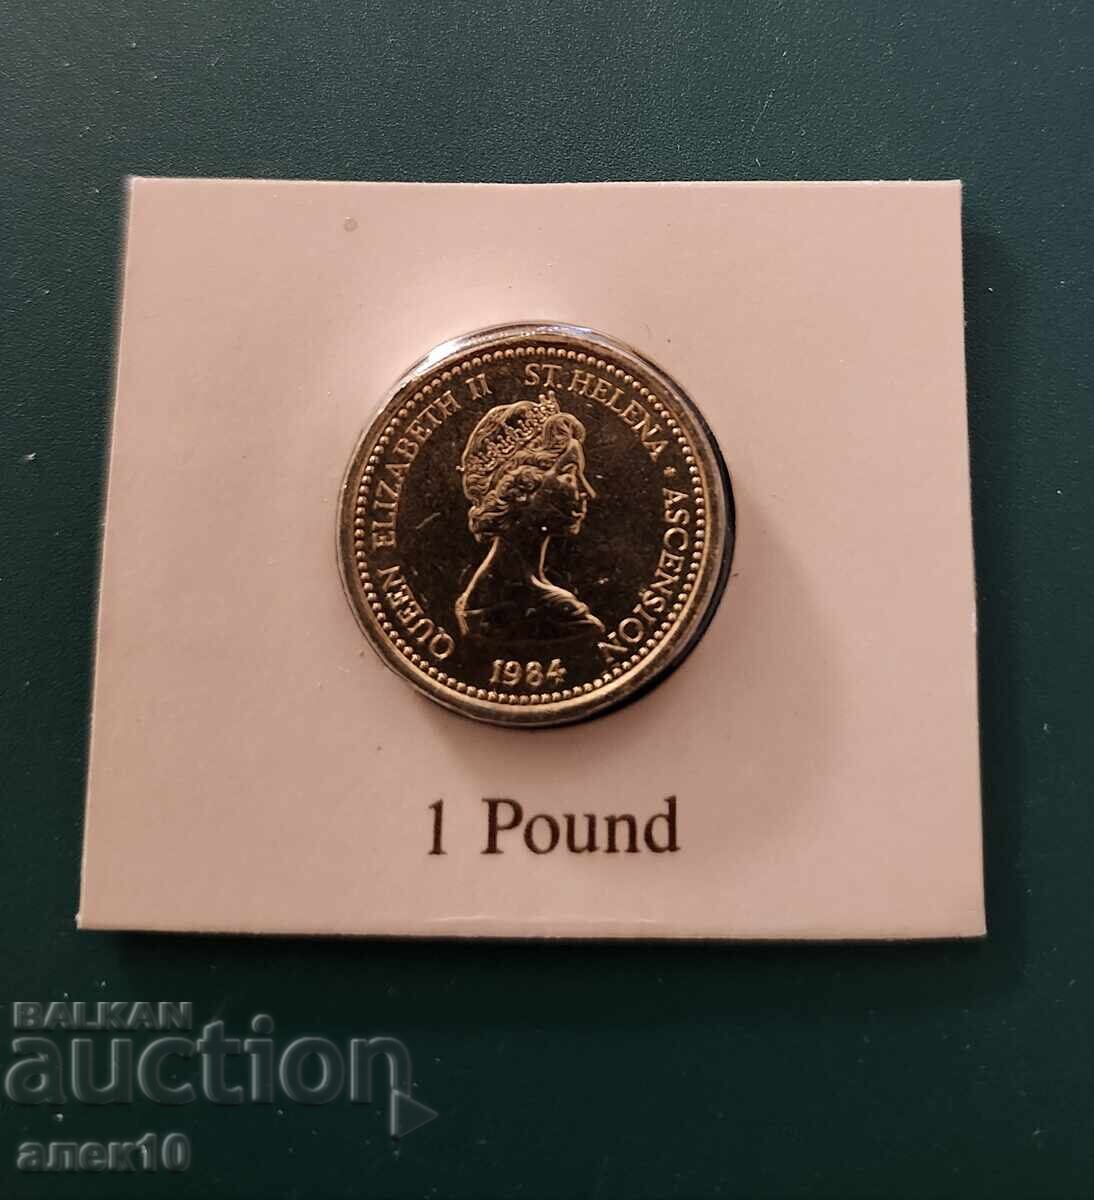 QUEEN ELIZABETH II ST. HELENA • ASCENSION
1984
1 Pound
BALKAN
auction
алек10